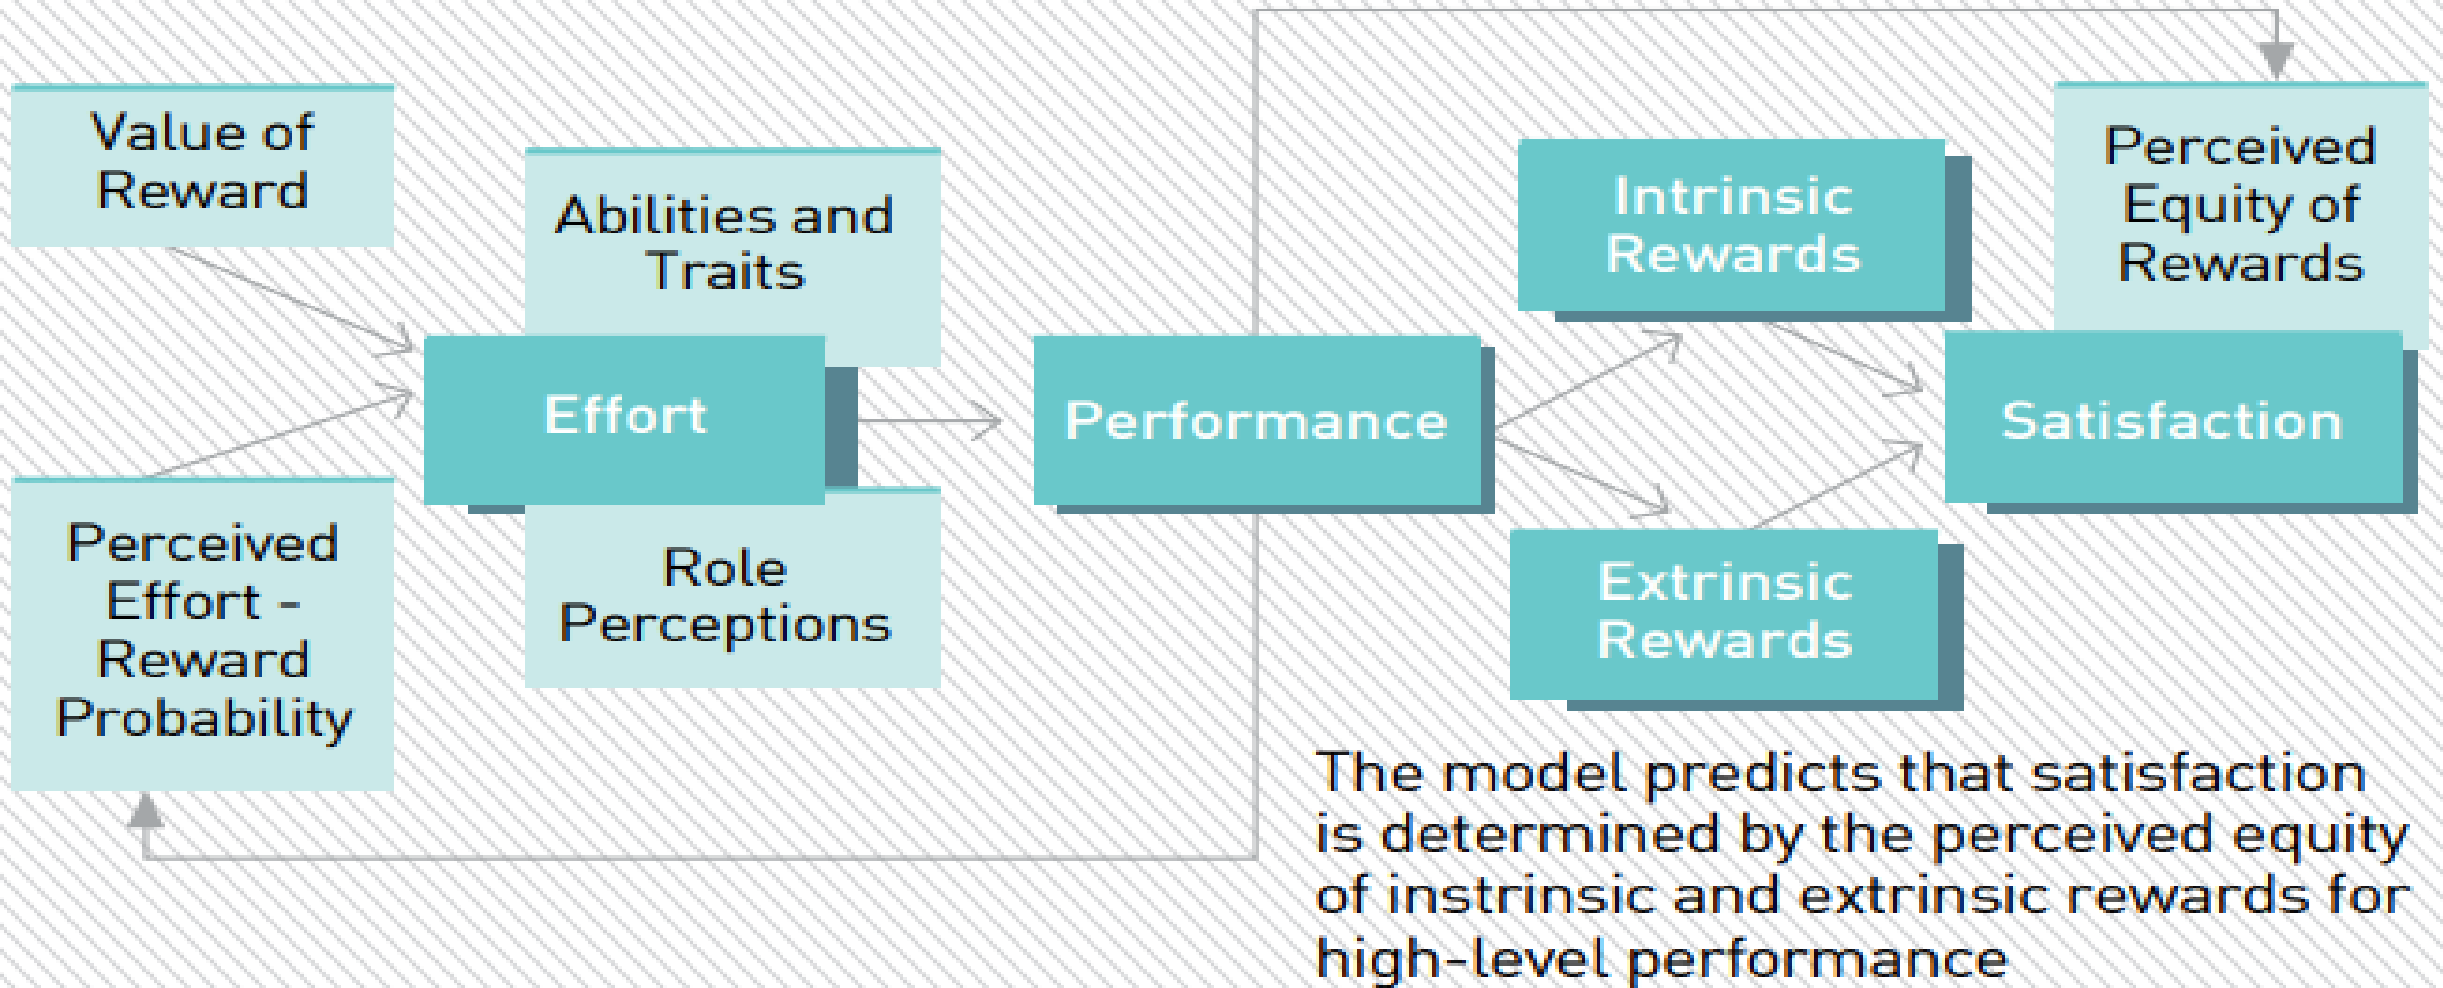 Value of
Reward
Abilities and
Traits
Effort
Perceived
Effort -
Reward
Probability
Role
Perceptions
Performance
Intrinsic
Rewards
Extrinsic
Rewards
Perceived
Equity of
Rewards
Satisfaction
The model predicts that satisfaction
is determined by the perceived equity
of instrinsic and extrinsic rewards for
high-level performance